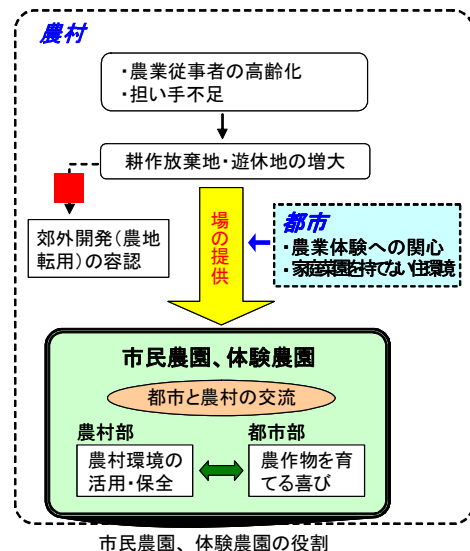 農村
・農業従事者の高齢化
・担い手不足
耕作放棄地・遊休地の増大
場の提供
郊外開発(農地
転用)の容認
都市
・農業体験への関心
・家庭菜園を持てない住環境
市民農園、体験農園
都市と農村の交流
農村部
農村環境の
活用・保全
都市部
農作物を育
てる喜び
市民農園、体験農園の役割